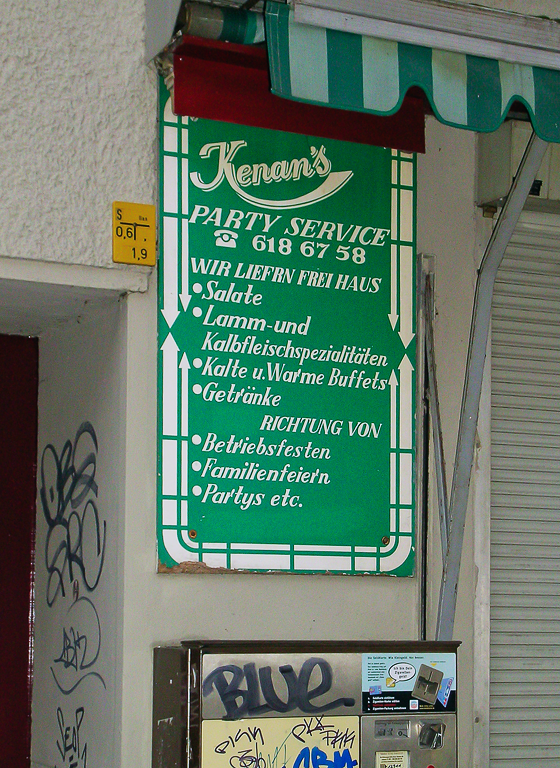 Kenan's
PARTY SERVICE
☎ 618 67 58
WIR LIEFRN FREI HAUS
•Salate
•Lamm-und
Kalbfleischspezialitäten
•Kalte u.Warme Buffets
•Getränke
RICHTUNG VON
•Betriebsfesten
•Familienfeiern
•Partys etc.
S
Gas
0,6
1,9
BLUE